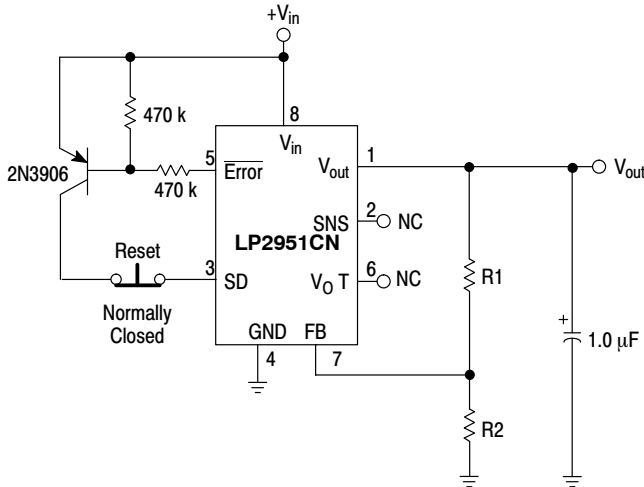 +Vin
470 k
8
Vin
2N3906
470 k
5
Error
Vout
1
Vout
SNS
2
NC
LP2951CN
Reset
3
SD
VO T
6
NC
R1
Normally
Closed
GND
FB
4
7
+
1.0 µF
R2